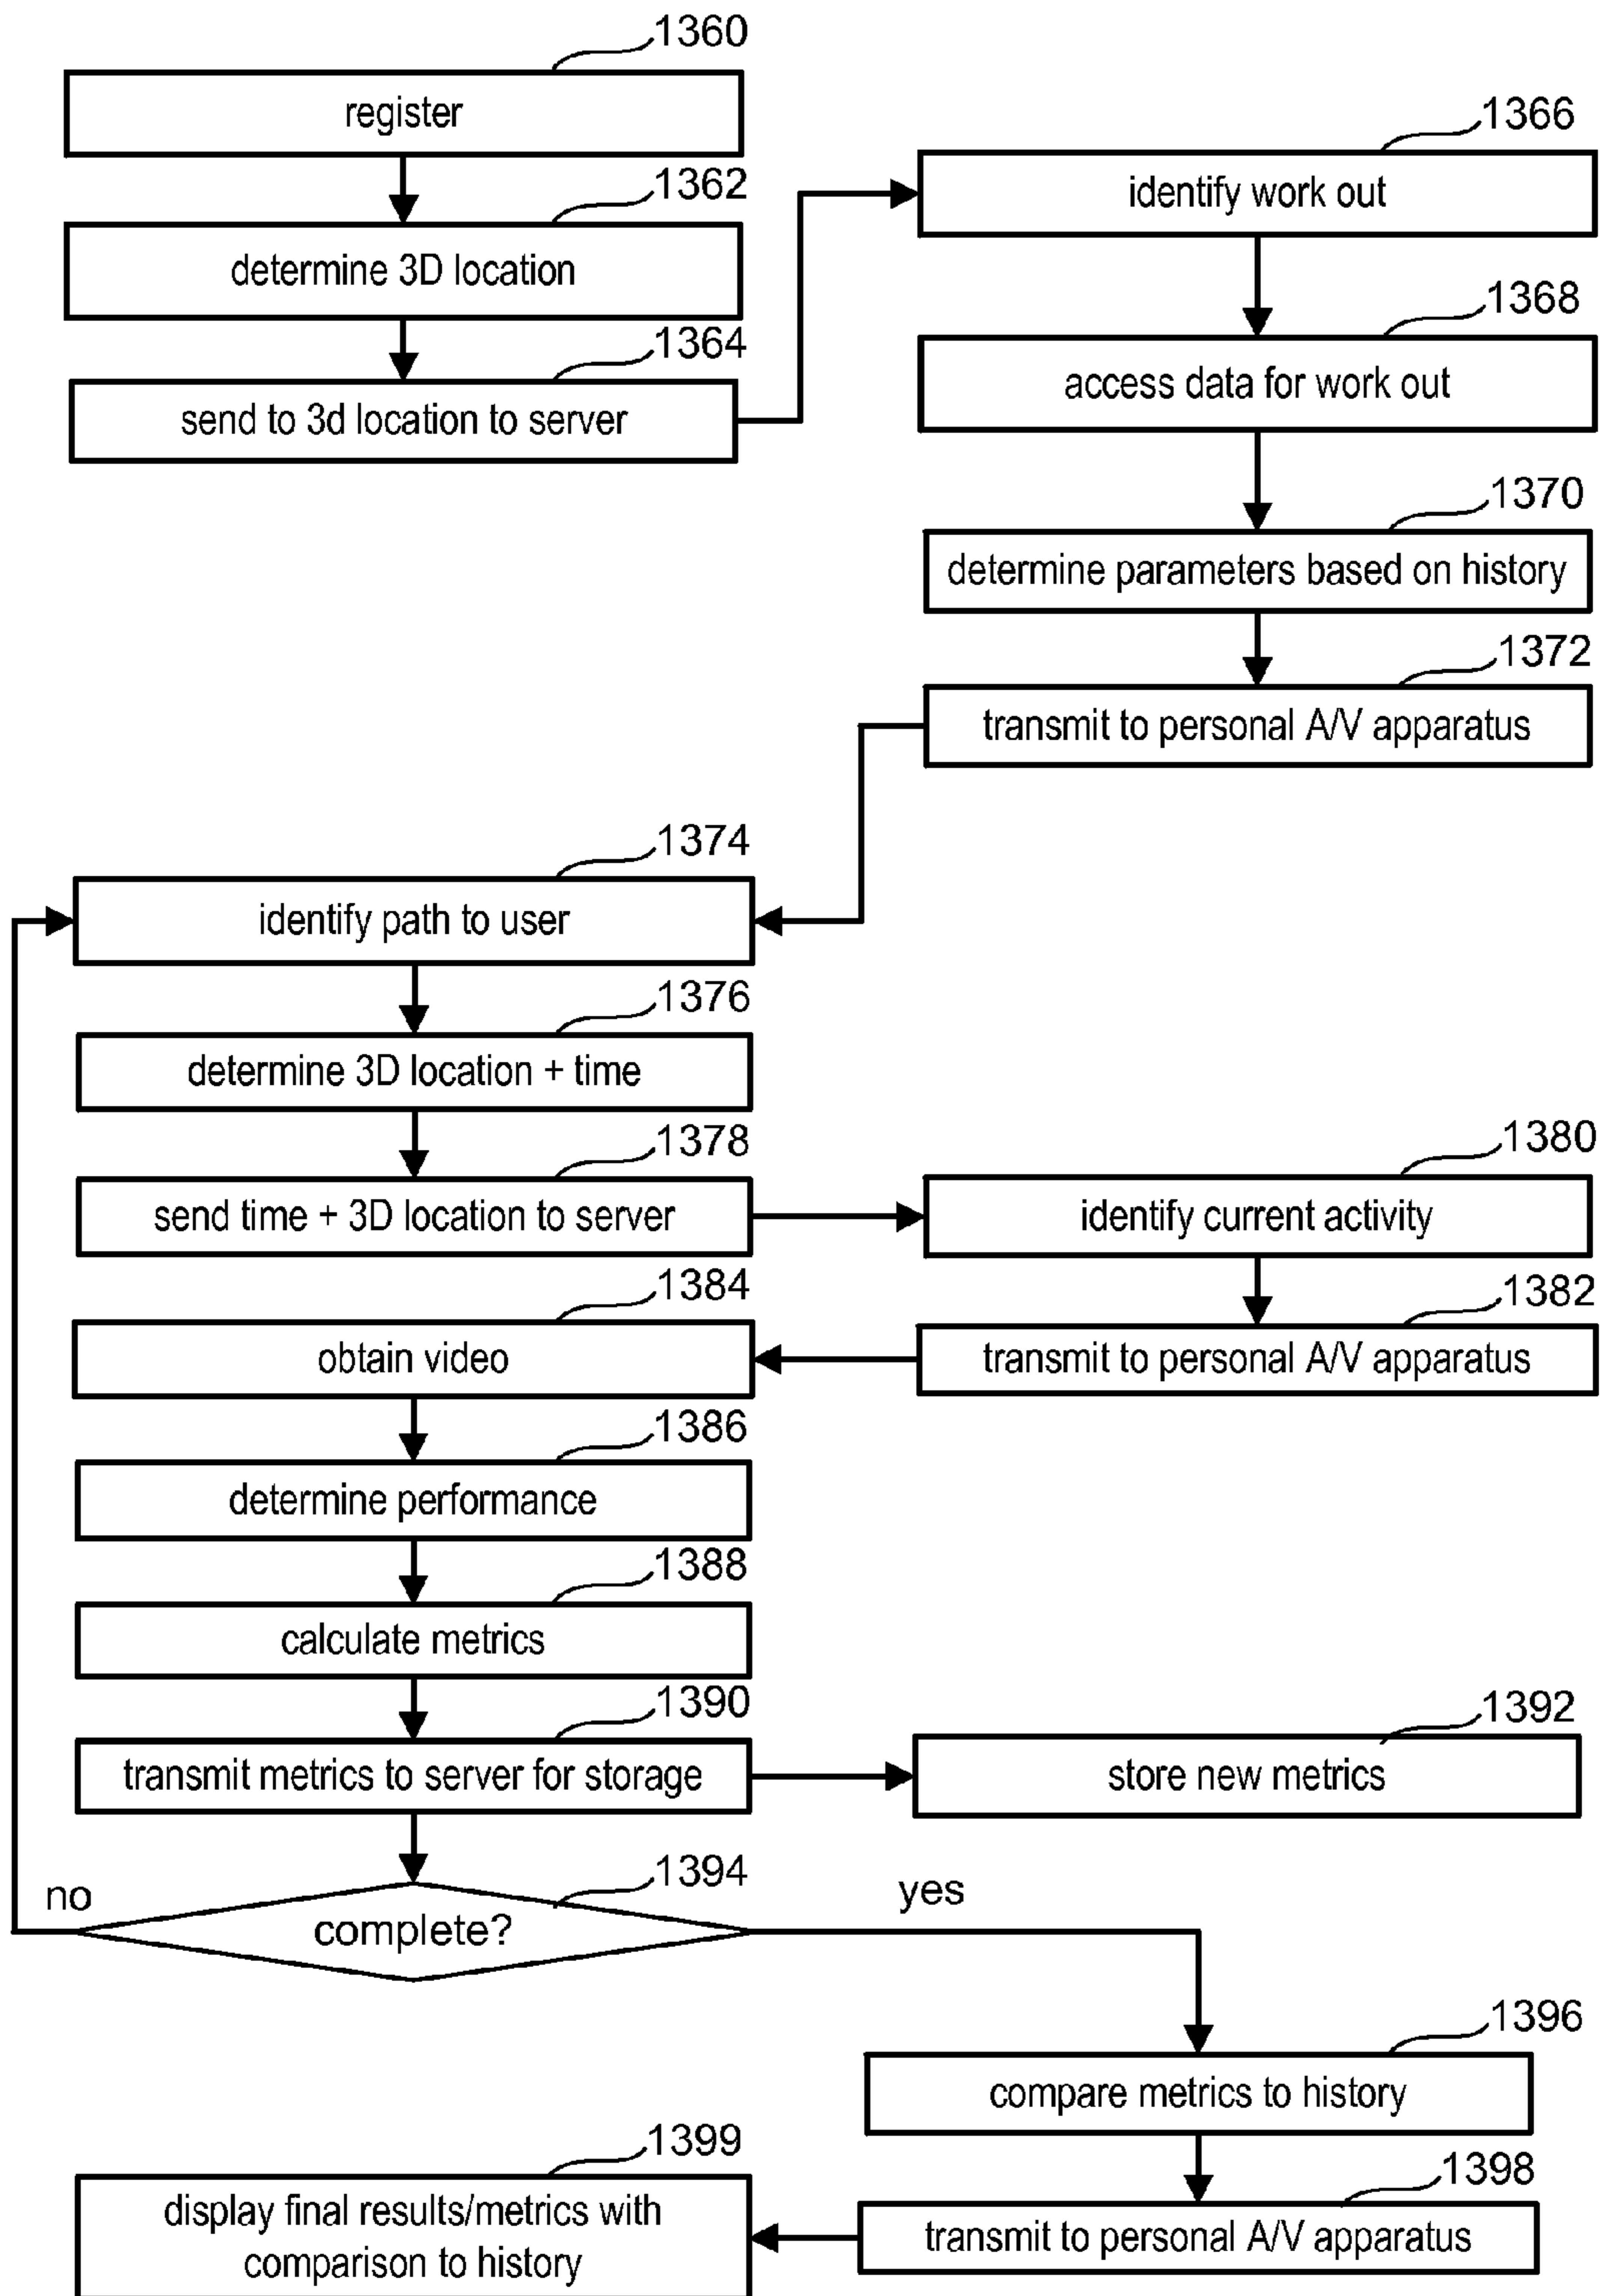 1360
register
1362
determine 3D location
1364
send to 3d location to server
1366
identify work out
1368
access data for work out
1370
determine parameters based on history
1372
transmit to personal A/V apparatus
1374
identify path to user
1376
determine 3D location + time
1378
send time + 3D location to server
1380
identify current activity
1382
transmit to personal A/V apparatus
1384
obtain video
1386
determine performance
1388
calculate metrics
1390
transmit metrics to server for storage
1392
store new metrics
1394
complete?
no
yes
1396
compare metrics to history
1398
transmit to personal A/V apparatus
1399
display final results/metrics with
comparison to history